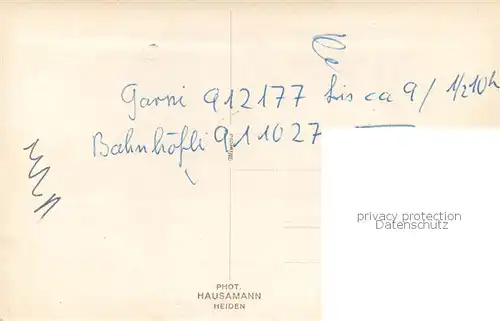 Garni 912177 bis ca 9 / 1/2 10h
Bahnhöfli 911027
privacy protection
Datenschutz
PHOT.
HAUSAMANN
HEIDEN